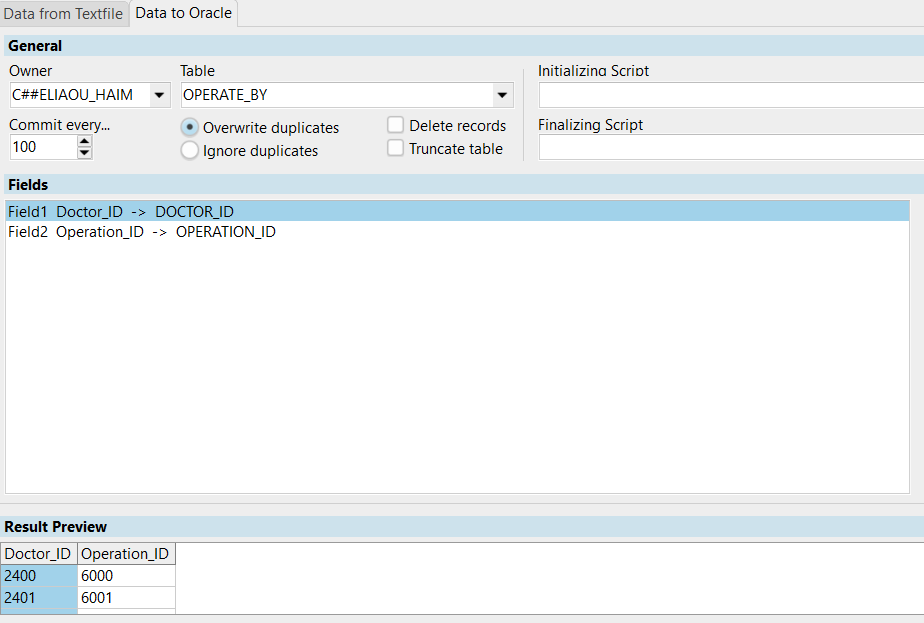 Data from Textfile Data to Oracle
General
Owner Table Initializing Script
C##ELIAOU_HAIM OPERATE_BY
Commit every... Overwrite duplicates Delete records Finalizing Script
100 Ignore duplicates Truncate table
Fields
Field1 Doctor_ID -> DOCTOR_ID
Field2 Operation_ID -> OPERATION_ID
Result Preview
Doctor_ID Operation_ID
2400 6000
2401 6001